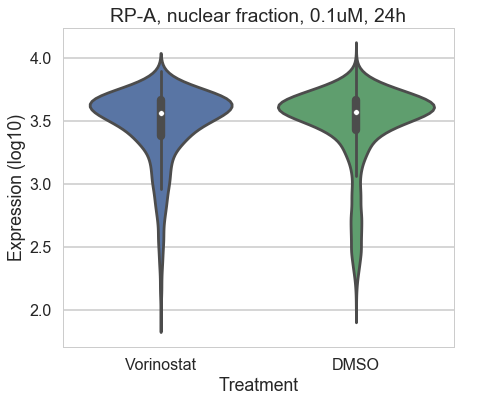 RP-A, nuclear fraction, 0.1uM, 24h
Expression (log10)
4.0
3.5
3.0
2.5
2.0
Vorinostat DMSO
Treatment